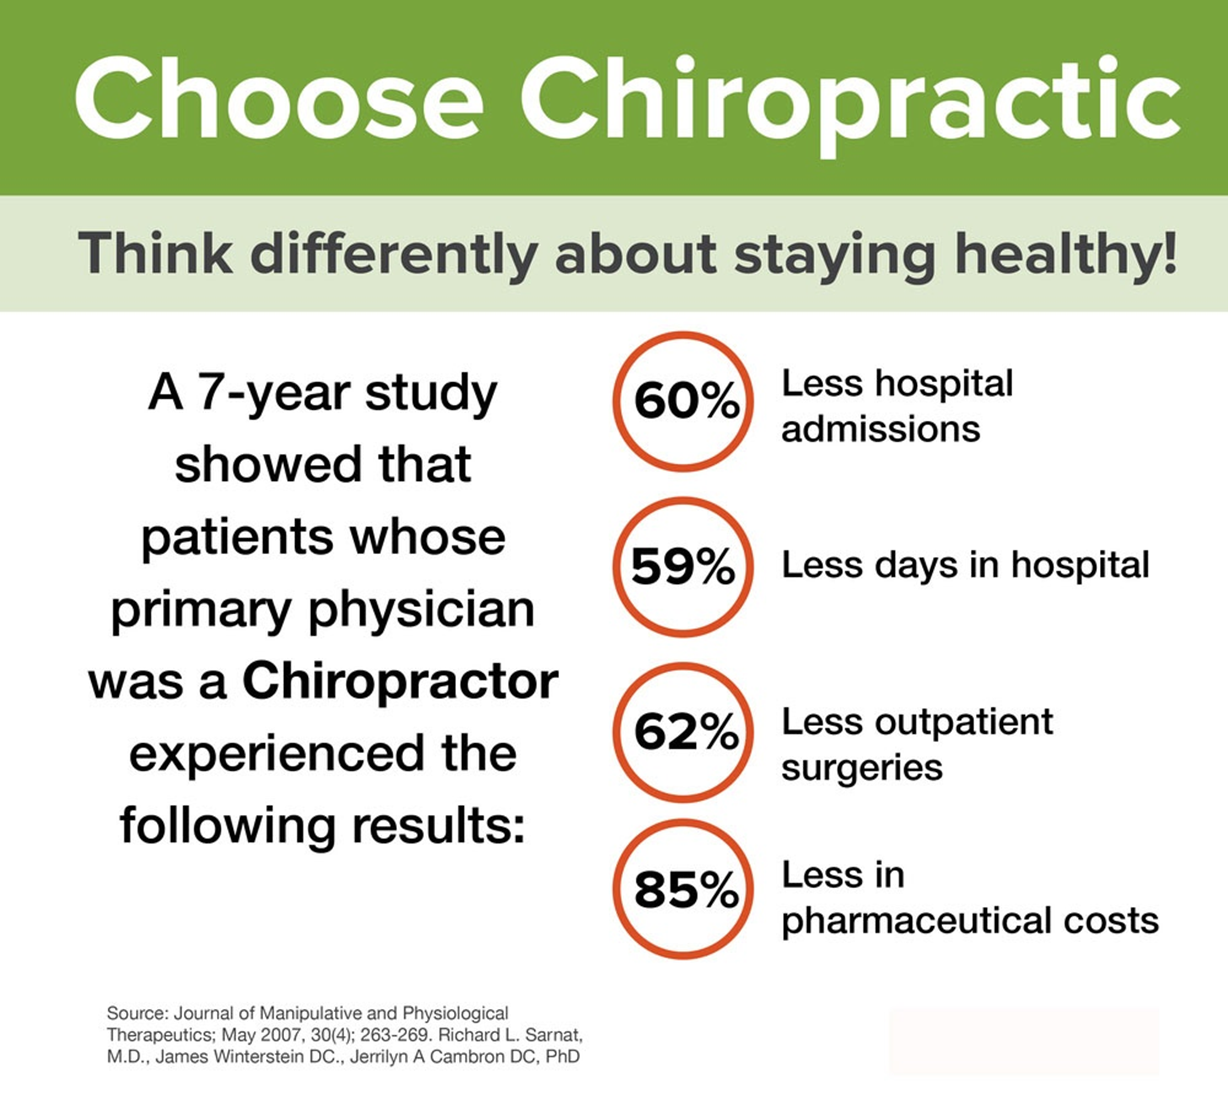 Choose Chiropractic
Think differently about staying healthy!
A 7-year study
showed that
patients whose
primary physician
was a Chiropractor
experienced the
following results:
60%
Less hospital
admissions
59%
Less days in hospital
62%
Less outpatient
surgeries
85%
Less in
pharmaceutical costs
Source: Journal of Manipulative and Physiological
Therapeutics; May 2007, 30(4); 263-269. Richard L. Sarnat,
M.D., James Winterstein DC., Jerrilyn A Cambron DC, PhD